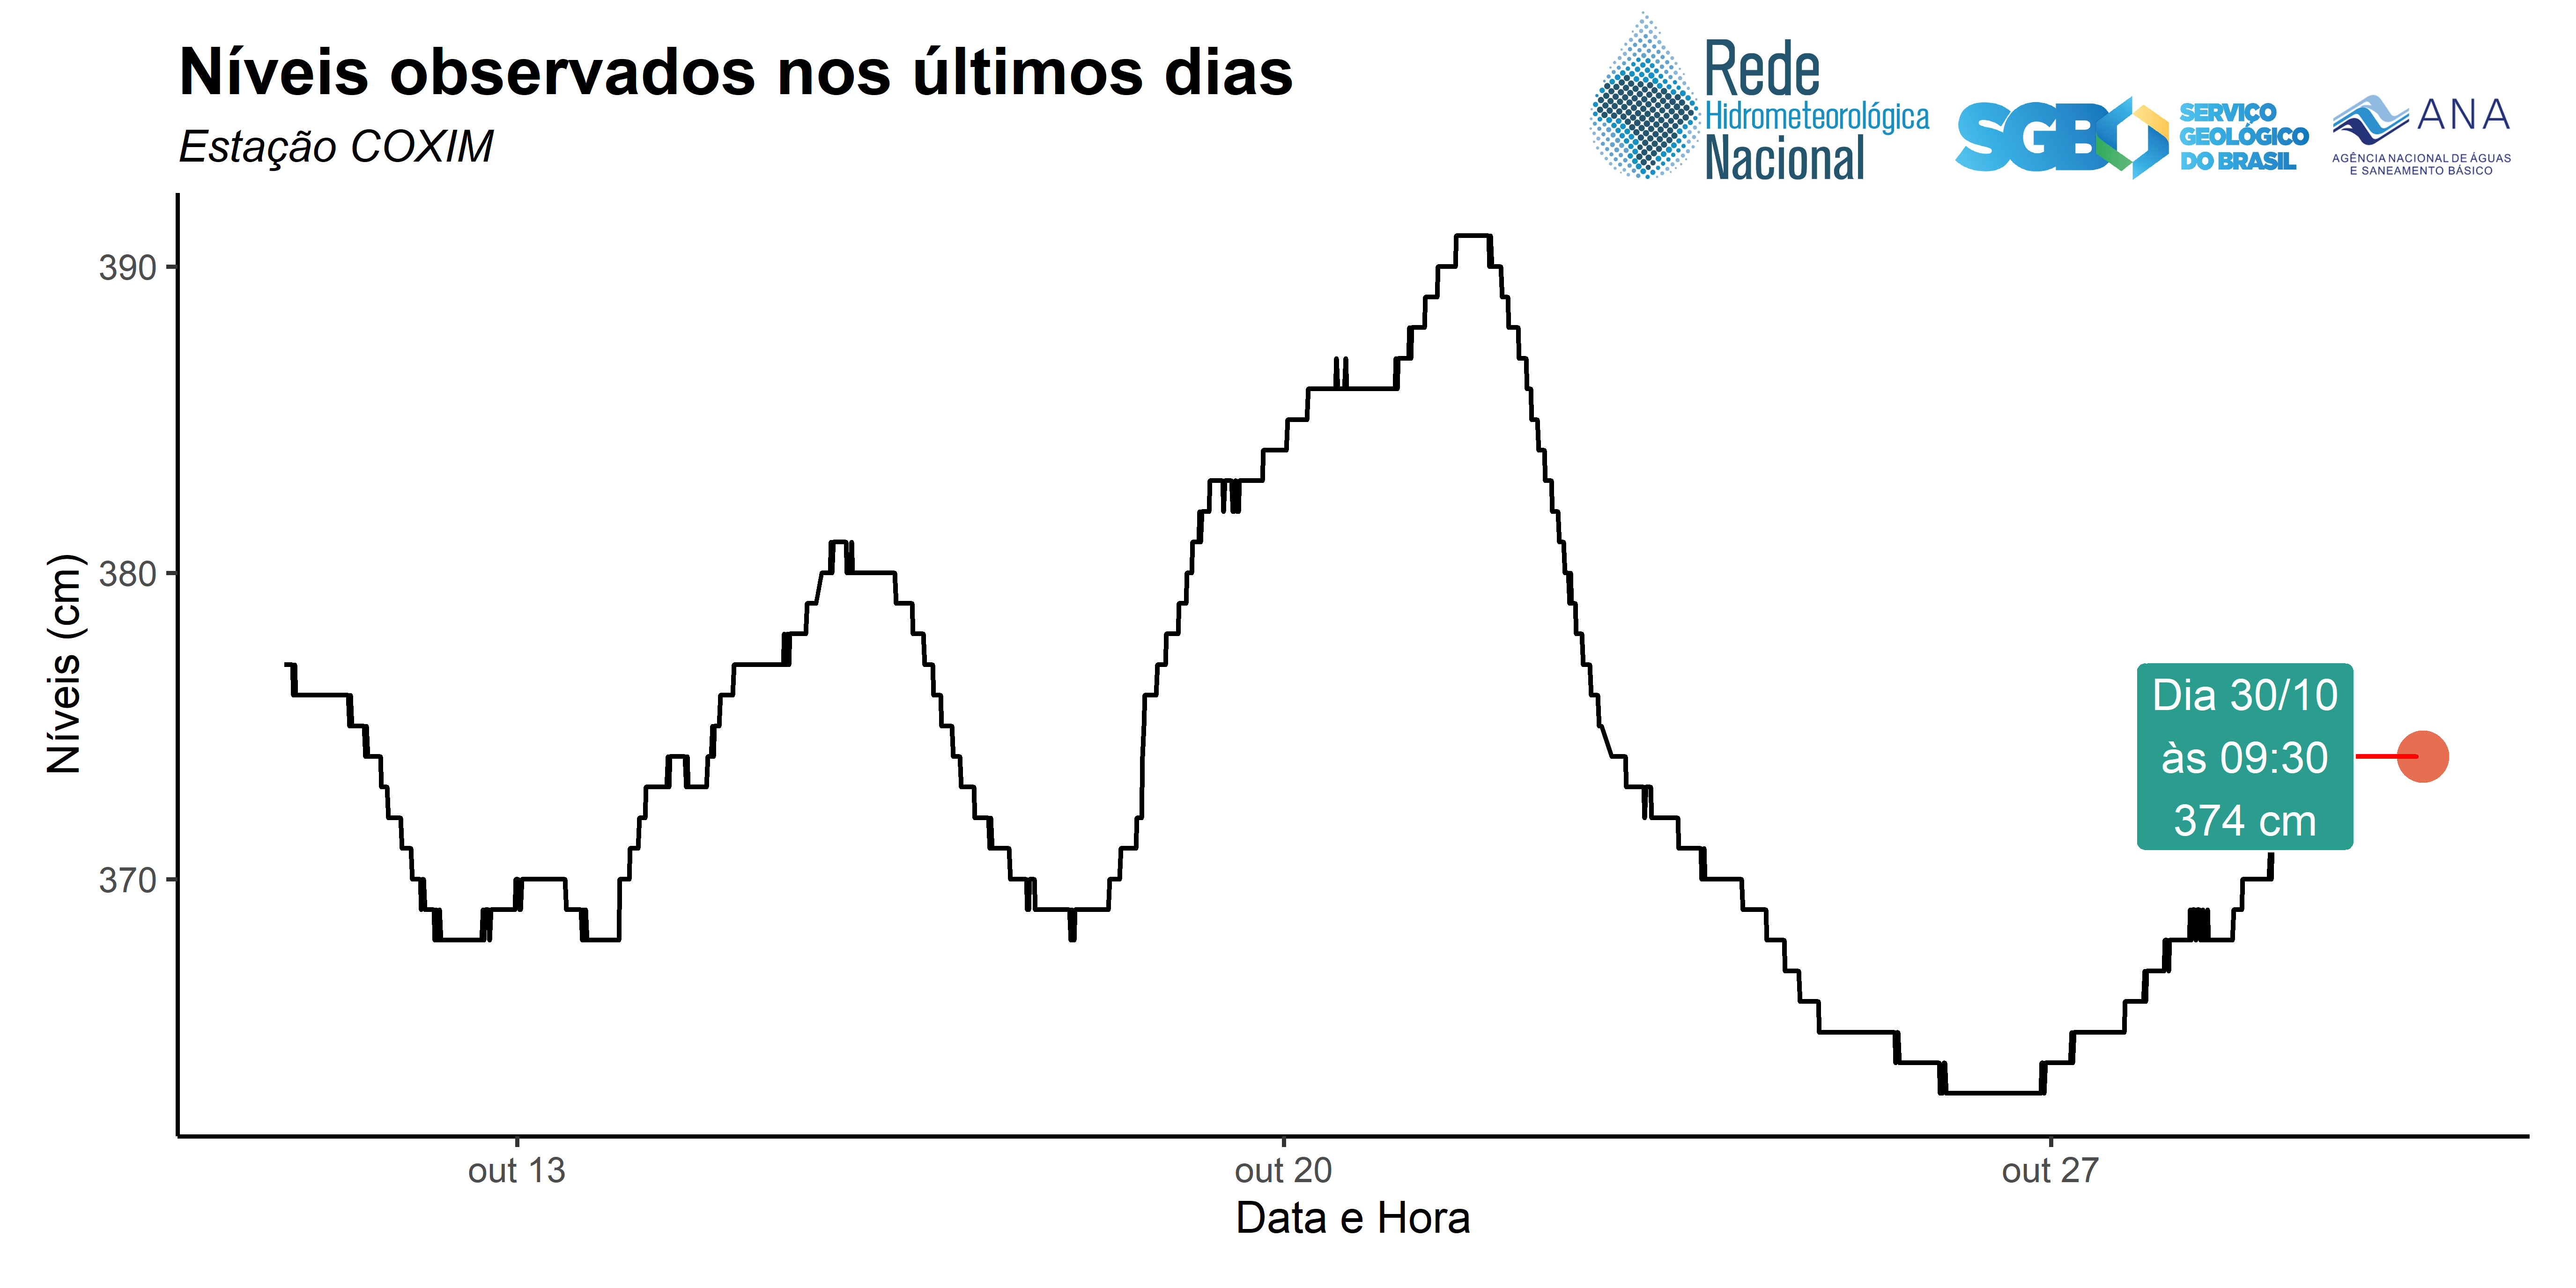 Níveis observados nos últimos dias
Estação COXIM
Rede
Hidrometeorológica
Nacional
SGB
SERVIÇO
GEOLÓGICO
DO BRASIL
ANA
AGÊNCIA NACIONAL DE ÁGUAS
E SANEAMENTO BÁSICO
Níveis (cm)
390
380
370
Dia 30/10
às 09:30
374 cm
out 13
out 20
out 27
Data e Hora